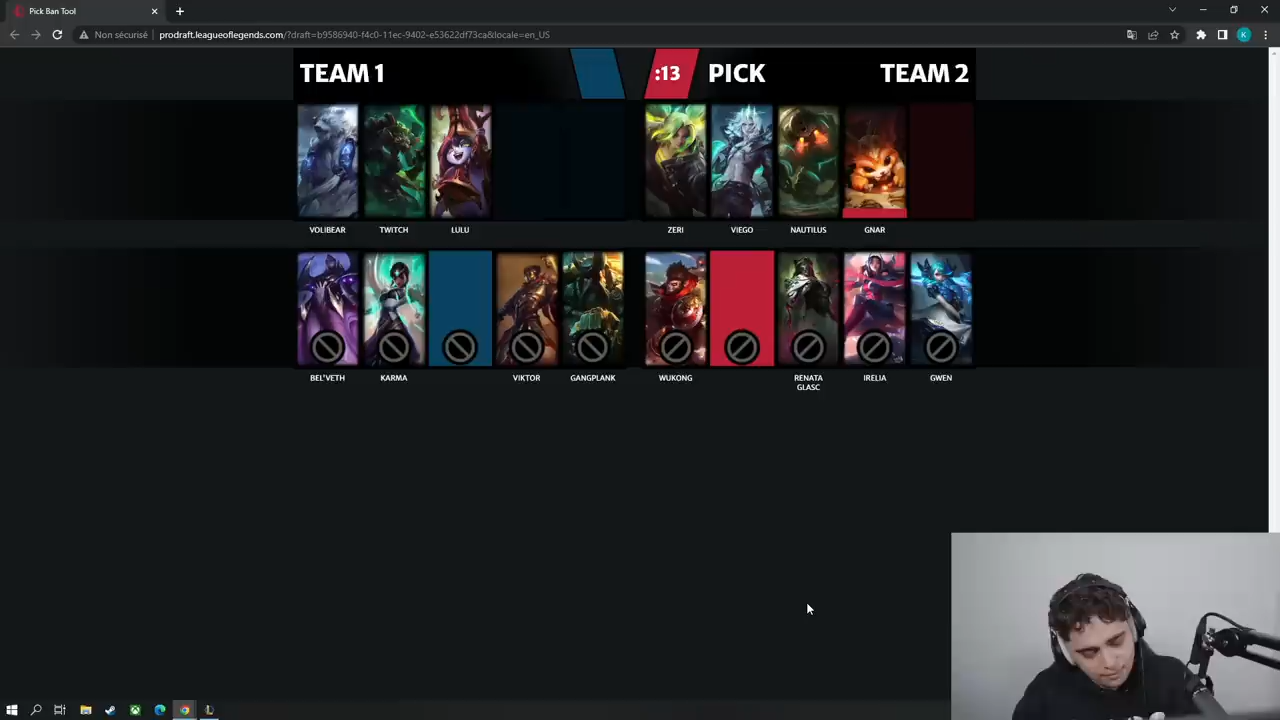 Pick Ban Tool
Non sécurisé
prodraft.leagueoflegends.com/?draft=b9586940-f4c0-11ec-9402-e53622df73ca&locale=en_US
K
TEAM 1
:13
PICK
TEAM 2
VOLIBEAR
TWITCH
LULU
ZERI
VIEGO
NAUTILUS
GNAR
BEL'VETH
KARMA
VIKTOR
GANGPLANK
WUKONG
RENATA
GLASC
IRELIA
GWEN